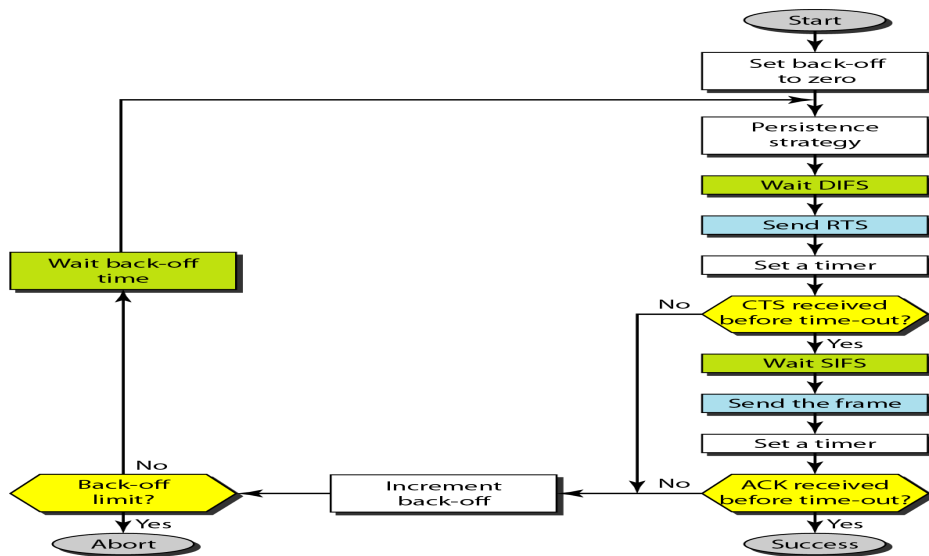 Start
Set back-off
to zero
Persistence
strategy
Wait DIFS
Send RTS
Set a timer
CTS received
before time-out?
No
Yes
Wait SIFS
Send the frame
Set a timer
ACK received
before time-out?
No
Yes
Success
Increment
back-off
Back-off
limit?
No
Yes
Abort
Wait back-off
time